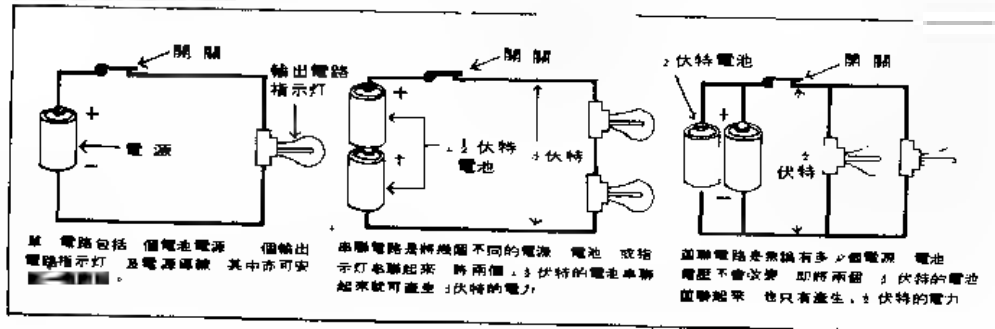 開 關
輸出電路
指示灯
電 源
開 關
1 ½ 伏特
電池
3 伏特
伏特電池
開 關
伏特
單 電路包括 個電池電源 個輸出
電路指示灯 及電源導線 其中亦可安
串聯電路是將幾個不同的電源 電池 或指
示灯串聯起來 將兩個 伏特的電池串聯
起來就可產生 3伏特的電力
並聯電路是無論有多少個電源 電池
電壓不會改變 即將兩個 伏特的電池
並聯起來 也只有產生 伏特的電力